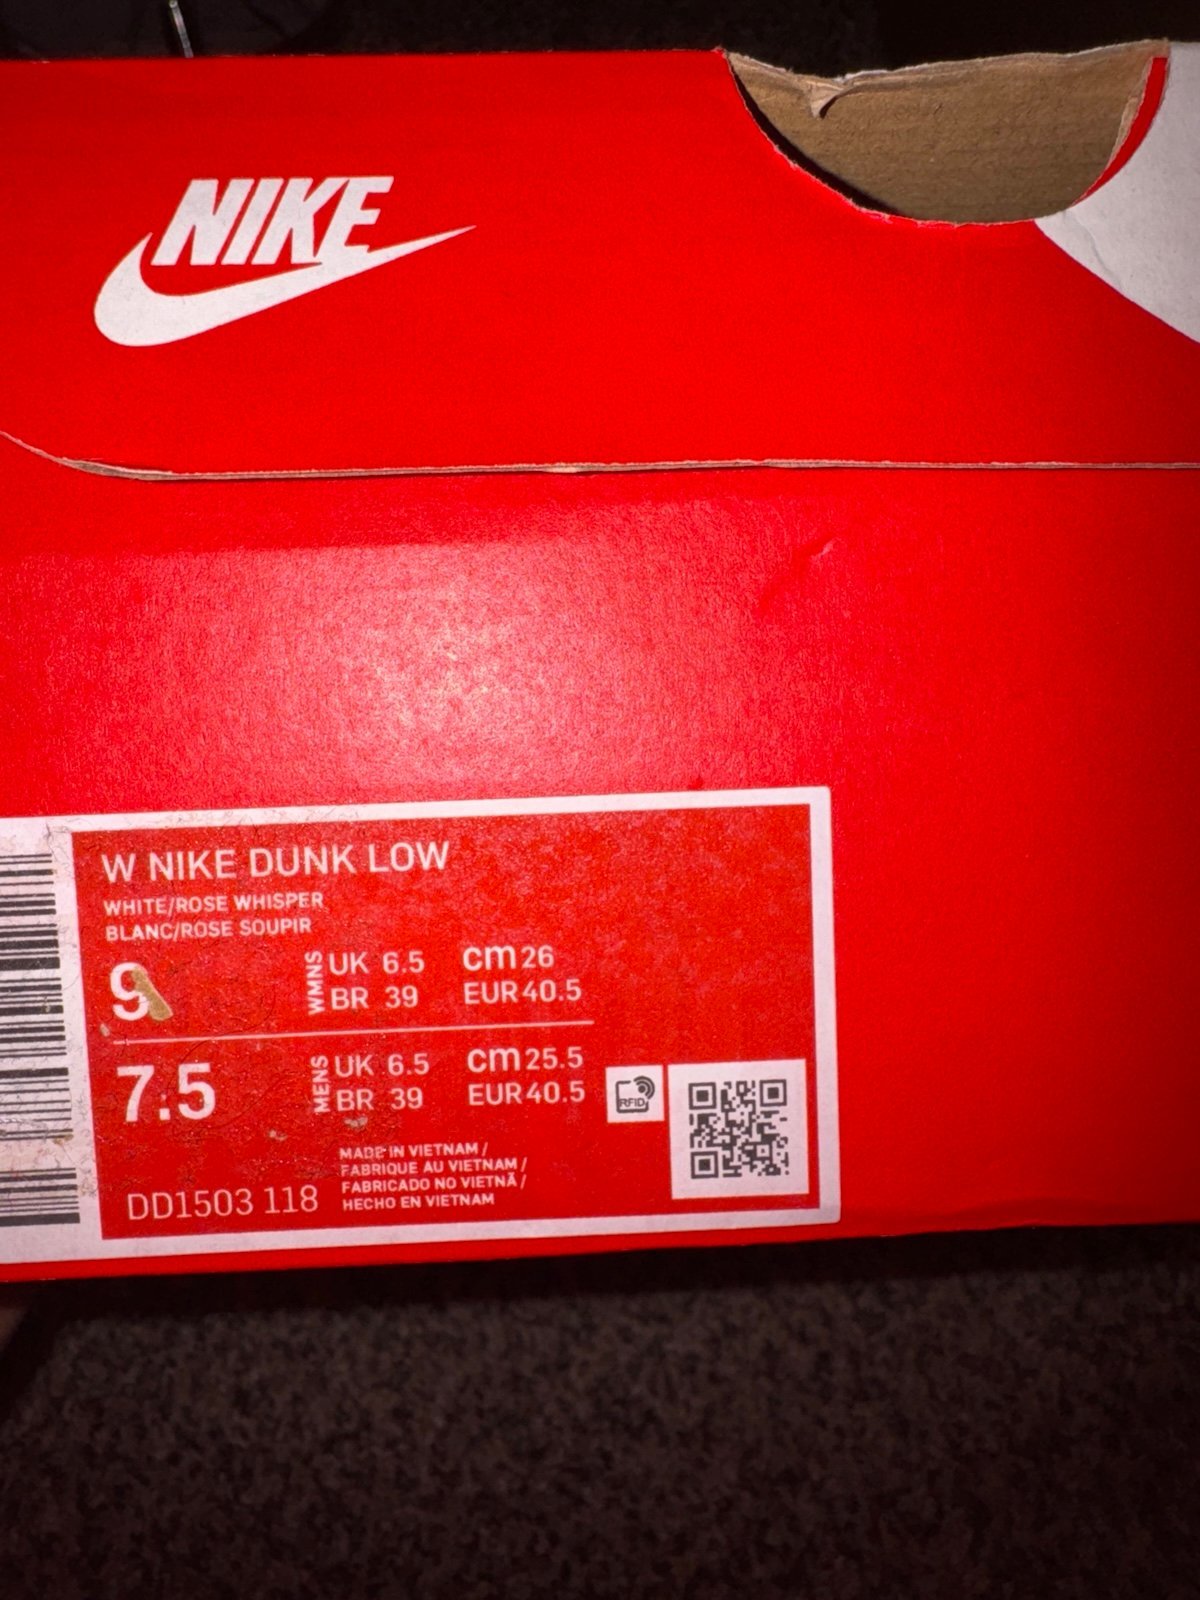 NIKE
W NIKE DUNK LOW
WHITE/ROSE WHISPER
BLANC/ROSE SOUPIR
9 WMNS UK 6.5 cm 26
BR 39 EUR 40.5
7.5 MENS UK 6.5 cm 25.5
BR 39 EUR 40.5
RFID
MADE IN VIETNAM /
FABRIQUE AU VIETNAM /
FABRICADO NO VIETNÃ /
HECHO EN VIETNAM
DD1503 118